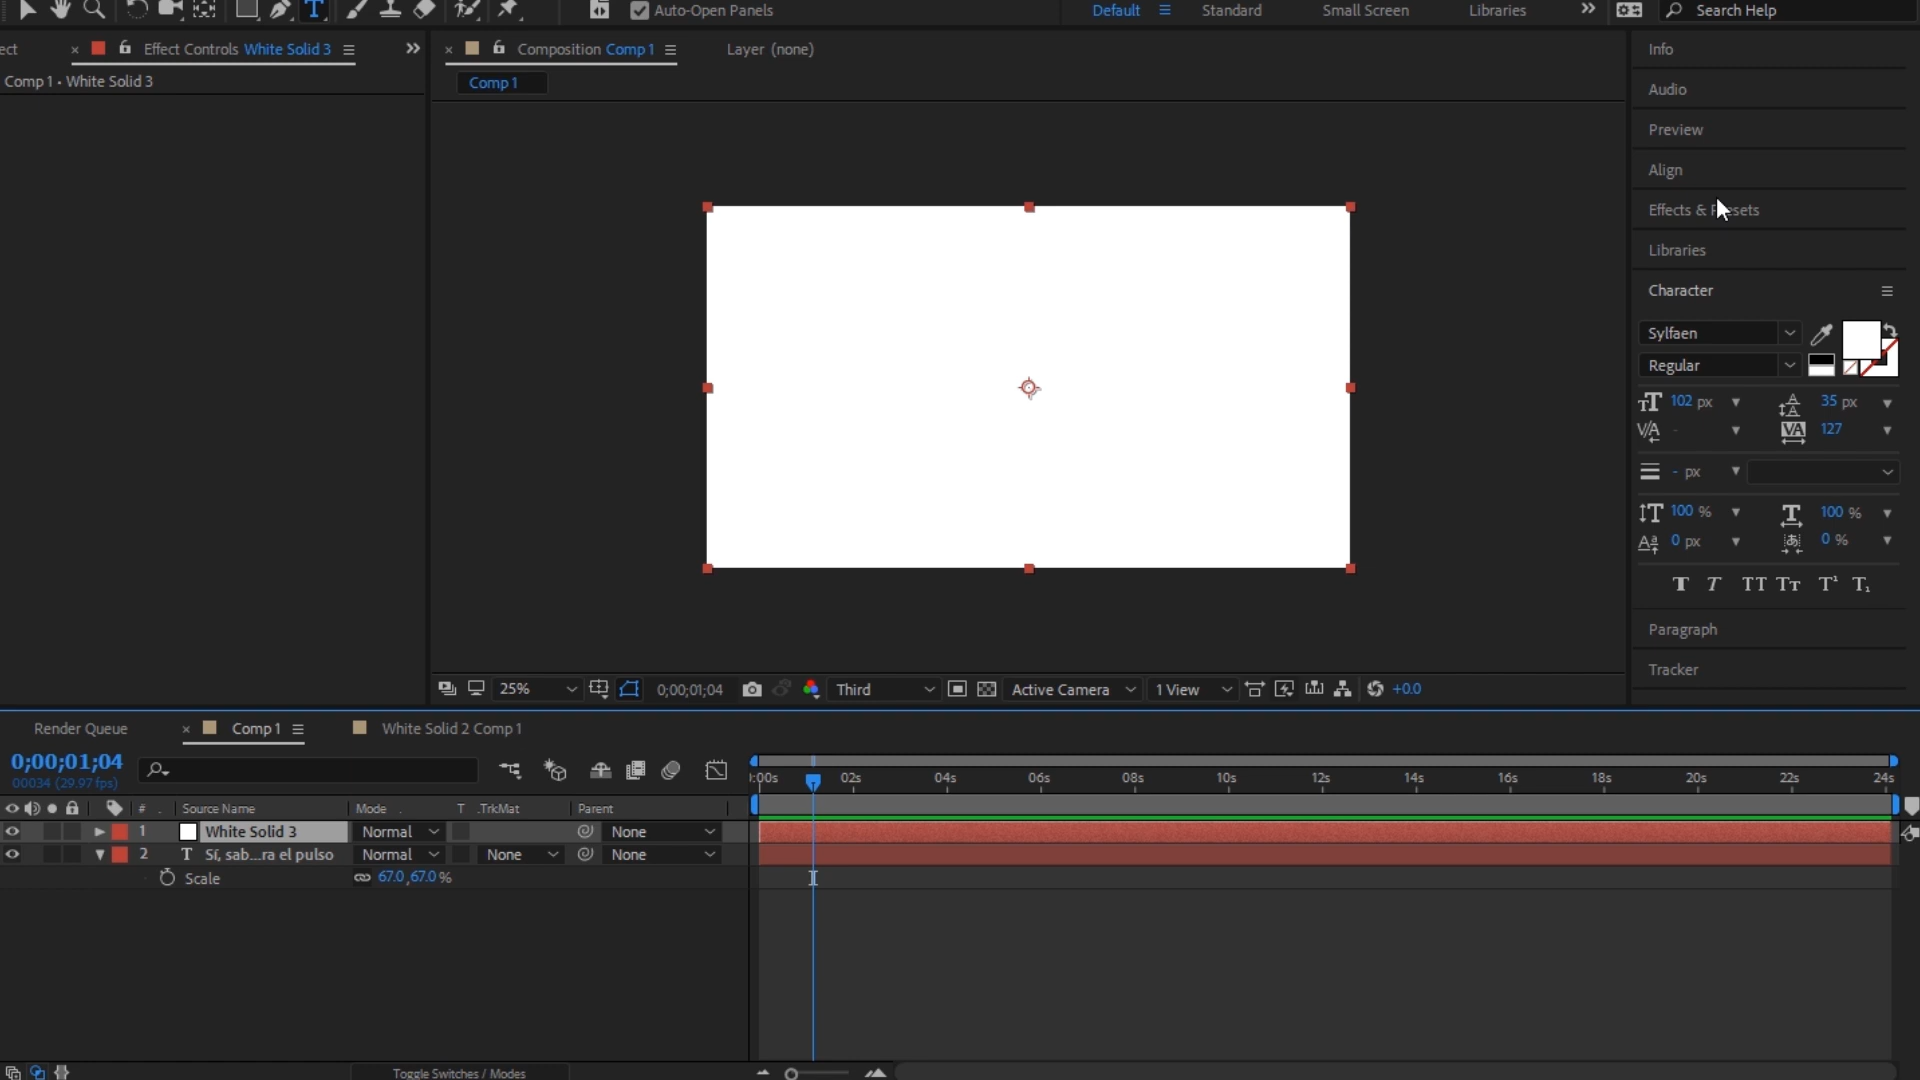 Auto-Open Panels
Default
Standard
Small Screen
Libraries
Search Help
ect
Effect Controls White Solid 3
Composition Comp 1
Layer (none)
Info
Comp 1 • White Solid 3
Comp 1
Audio
Preview
Align
Effects & Presets
Libraries
Character
Sylfaen
Regular
102 px
35 px
-
127
- px
100 %
100 %
0 px
0 %
Paragraph
Tracker
25%
0;00;01;04
Third
Active Camera
1 View
+0.0
Render Queue
Comp 1
White Solid 2 Comp 1
0;00;01;04
00034 (29.97 fps)
:00s
02s
04s
06s
08s
10s
12s
14s
16s
18s
20s
22s
24s
#
Source Name
Mode
T
.TrkMat
Parent
1
White Solid 3
Normal
None
2
T
Sí, sab...ra el pulso
Normal
None
None
Scale
67.0,67.0 %
Toggle Switches / Modes